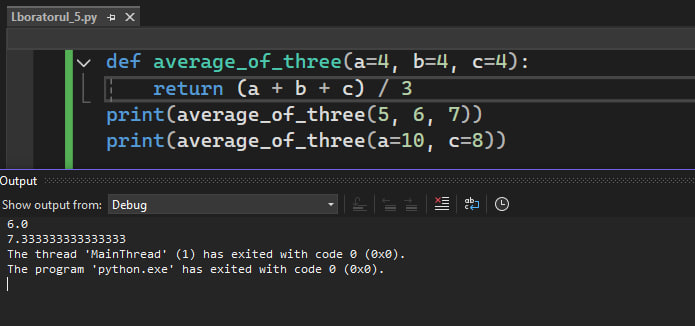 Lboratorul_5.py
def average_of_three(a=4, b=4, c=4):
    return (a + b + c) / 3
print(average_of_three(5, 6, 7))
print(average_of_three(a=10, c=8))
Output
Show output from: Debug
6.0
7.333333333333333
The thread 'MainThread' (1) has exited with code 0 (0x0).
The program 'python.exe' has exited with code 0 (0x0).